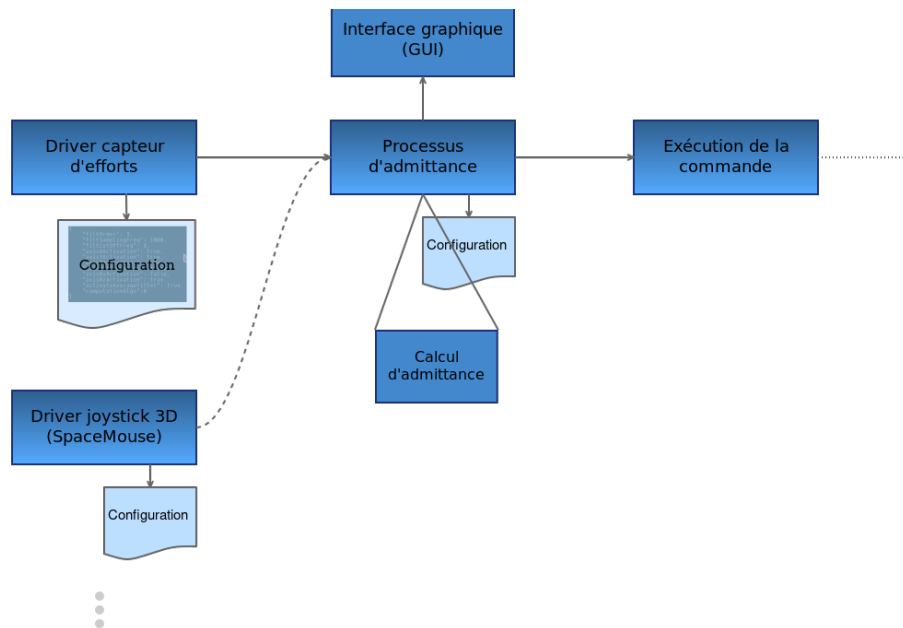 Interface graphique
(GUI)
Driver capteur
d'efforts
Processus
d'admittance
Exécution de la
commande
Configuration
Configuration
Calcul
d'admittance
Driver joystick 3D
(SpaceMouse)
Configuration